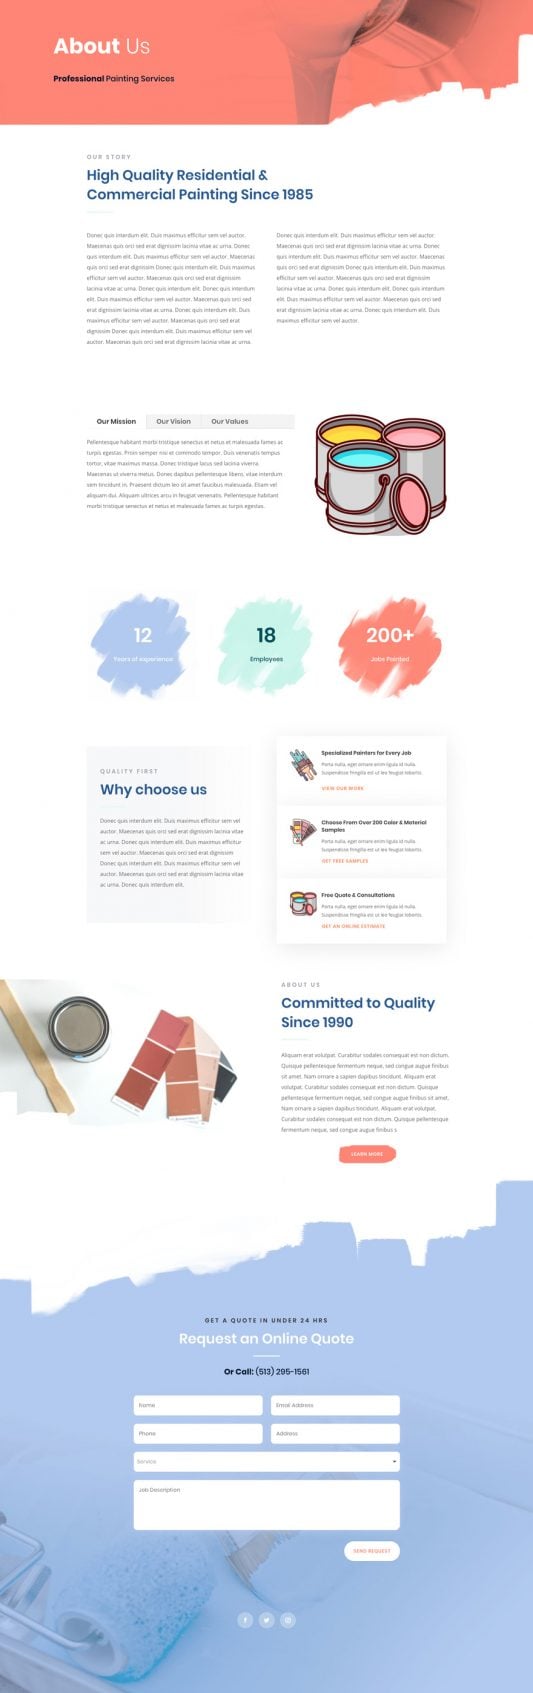 About Us
Professional Painting Services
OUR STORY
High Quality Residential &
Commercial Painting Since 1985
Donec quis interdum elit. Duis maximus efficitur sem vel auctor.
Maecenas quis orci sed erat dignissim lacinia vitae ac urna. Donec
quis interdum elit. Duis maximus efficitur sem vel auctor. Maecenas
quis orci sed erat dignissim Donec quis interdum elit. Duis maximus
efficitur sem vel auctor. Maecenas quis orci sed erat dignissim
lacinia vitae ac urna. Donec quis interdum elit. Donec quis interdum
elit. Duis maximus efficitur sem vel auctor. Maecenas quis orci sed
erat dignissim lacinia vitae ac urna. Donec quis interdum elit. Duis
maximus efficitur sem vel auctor. Maecenas quis orci sed erat
dignissim Donec quis interdum elit. Duis maximus efficitur sem vel
auctor. Maecenas quis orci sed erat dignissim lacinia vitae ac urna.
Donec quis interdum elit. Duis maximus efficitur sem vel auctor.
Maecenas quis orci sed erat dignissim lacinia vitae ac urna. Donec
quis interdum elit. Duis maximus efficitur sem vel auctor. Maecenas
quis orci sed erat dignissim Donec quis interdum elit. Duis maximus
efficitur sem vel auctor. Maecenas quis orci sed erat dignissim
lacinia vitae ac urna. Donec quis interdum elit. Donec quis interdum
elit. Duis maximus efficitur sem vel auctor. Maecenas quis orci sed
erat dignissim lacinia vitae ac urna. Donec quis interdum elit. Duis
maximus efficitur sem vel auctor.
Our Mission Our Vision Our Values
Pellentesque habitant morbi tristique senectus et netus et malesuada fames ac
turpis egestas. Proin semper nisi et commodo tempor. Duis venenatis tempus
tortor, vitae maximus massa. Donec tristique lacus sed lacinia viverra.
Maecenas ut viverra metus. Donec dapibus pellentesque libero, vitae interdum
sem tincidunt in. Praesent dictum leo sit amet faucibus malesuada. Etiam vel
aliquam dui. Aliquam ultrices arcu in feugiat venenatis. Pellentesque habitant
morbi tristique senectus et netus et malesuada fames ac turpis egestas.
12
Years of experience
18
Employees
200+
Jobs Painted
QUALITY FIRST
Why choose us
Donec quis interdum elit. Duis maximus efficitur sem vel
auctor. Maecenas quis orci sed erat dignissim lacinia vitae
ac urna. Donec quis interdum elit. Duis maximus efficitur
sem vel auctor. Maecenas quis orci sed erat dignissim
Donec quis interdum elit. Duis maximus efficitur sem vel
auctor. Maecenas quis orci sed erat dignissim lacinia vitae
ac urna. Donec quis interdum elit.
Specialized Painters for Every Job
Porta nulla, eget ornare enim ligula id nulla.
Suspendisse fringilla est ut leo feugiat lobortis.
VIEW OUR WORK
Choose From Over 200 Color & Material
Samples
Porta nulla, eget ornare enim ligula id nulla.
Suspendisse fringilla est ut leo feugiat lobortis.
GET FREE SAMPLES
Free Quote & Consultations
Porta nulla, eget ornare enim ligula id nulla.
Suspendisse fringilla est ut leo feugiat lobortis.
GET AN ONLINE ESTIMATE
ABOUT US
Committed to Quality
Since 1990
Aliquam erat volutpat. Curabitur sodales consequat est non dictum.
Quisque pellentesque fermentum neque, sed congue augue finibus
sit amet. Nam ornare a sapien dapibus tincidunt. Aliquam erat
volutpat. Curabitur sodales consequat est non dictum. Quisque
pellentesque fermentum neque, sed congue augue finibus sit amet.
Nam ornare a sapien dapibus tincidunt. Aliquam erat volutpat.
Curabitur sodales consequat est non dictum. Quisque pellentesque
fermentum neque, sed congue augue finibus s
LEARN MORE
GET A QUOTE IN UNDER 24 HRS
Request an Online Quote
Or Call: (513) 295-1561
Name
Email Address
Phone
Address
Service
Job Description
SEND REQUEST